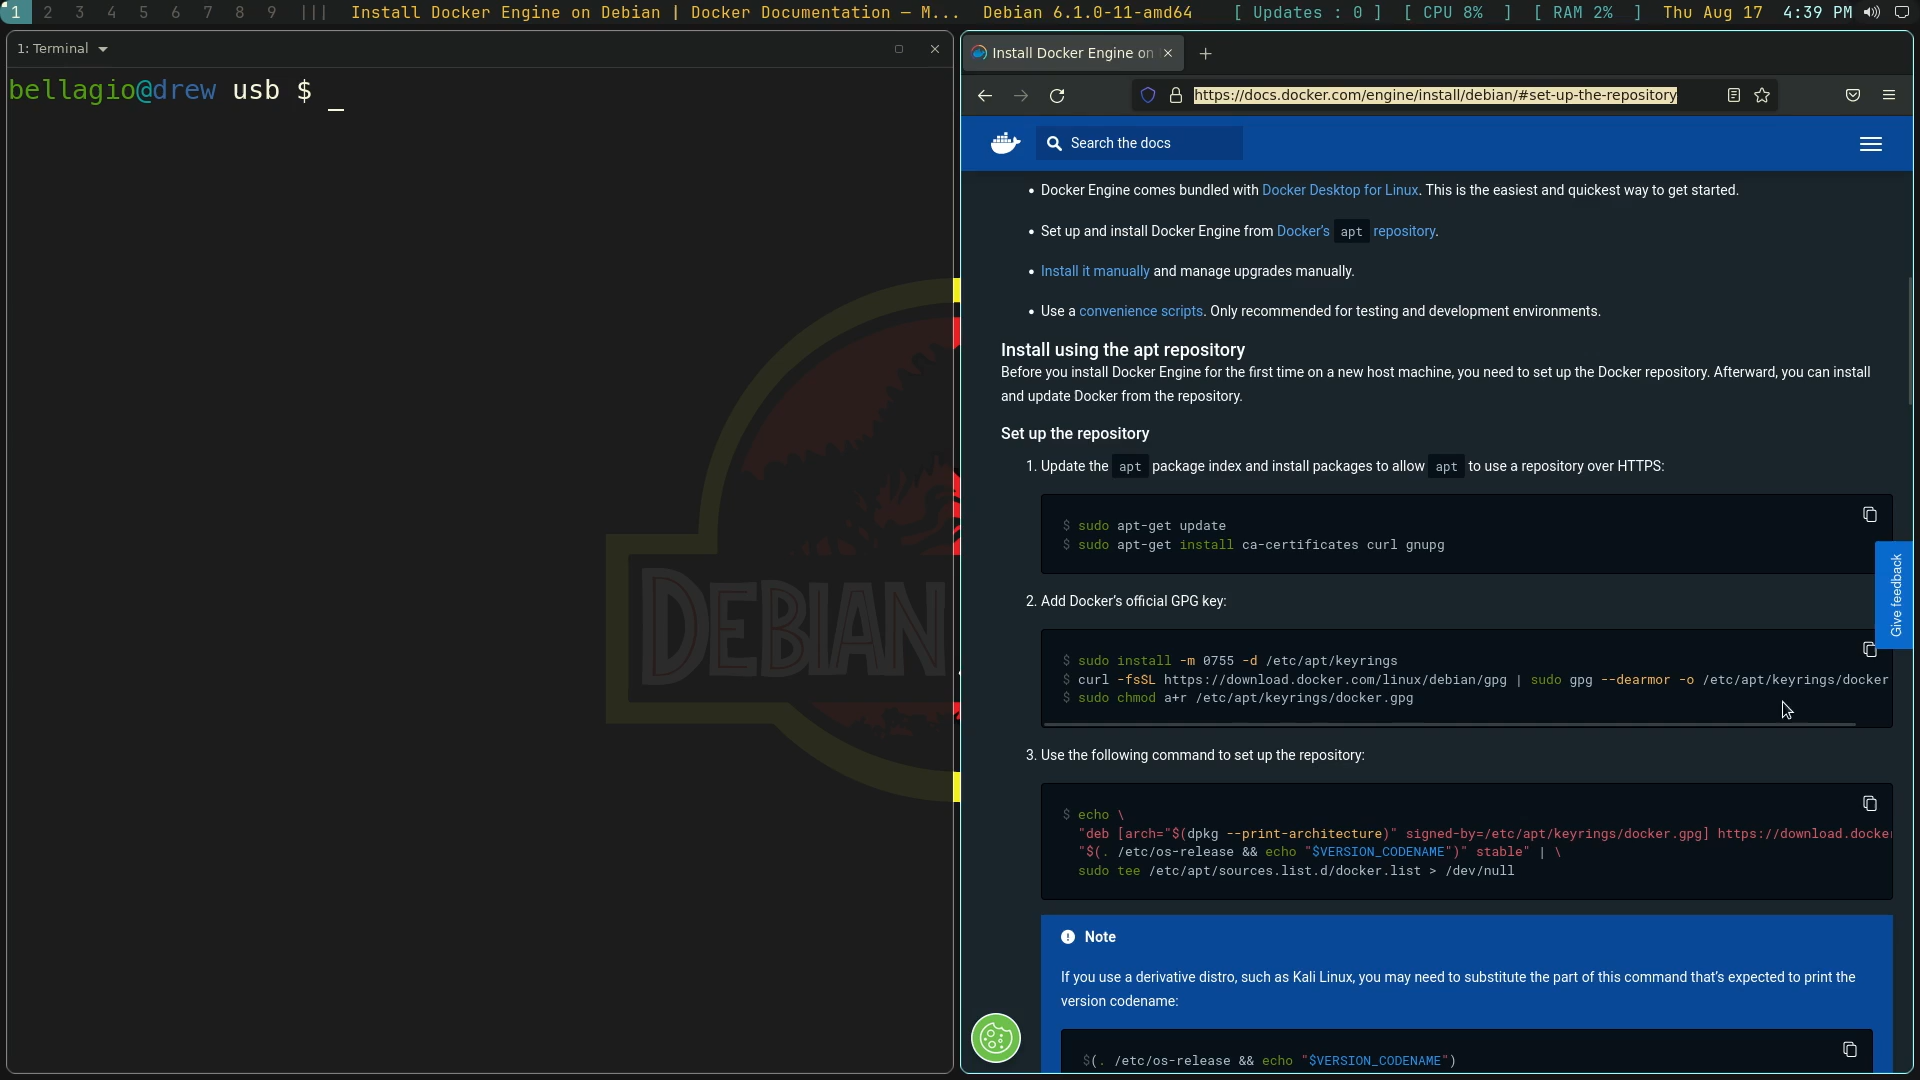 1 2 3 4 5 6 7 8 9 ||| Install Docker Engine on Debian | Docker Documentation — M... Debian 6.1.0-11-amd64 [ Updates : 0 ] [ CPU 8% ] [ RAM 2% ] Thu Aug 17 4:39 PM
1: Terminal
bellagio@drew usb $ _
DEBIAN
Install Docker Engine on
https://docs.docker.com/engine/install/debian/#set-up-the-repository
Search the docs
• Docker Engine comes bundled with Docker Desktop for Linux. This is the easiest and quickest way to get started.
• Set up and install Docker Engine from Docker's apt repository.
• Install it manually and manage upgrades manually.
• Use a convenience scripts. Only recommended for testing and development environments.
Install using the apt repository
Before you install Docker Engine for the first time on a new host machine, you need to set up the Docker repository. Afterward, you can install
and update Docker from the repository.
Set up the repository
1. Update the apt package index and install packages to allow apt to use a repository over HTTPS:
$ sudo apt-get update
$ sudo apt-get install ca-certificates curl gnupg
2. Add Docker's official GPG key:
$ sudo install -m 0755 -d /etc/apt/keyrings
$ curl -fsSL https://download.docker.com/linux/debian/gpg | sudo gpg --dearmor -o /etc/apt/keyrings/docker
$ sudo chmod a+r /etc/apt/keyrings/docker.gpg
3. Use the following command to set up the repository:
$ echo \
"deb [arch="$(dpkg --print-architecture)" signed-by=/etc/apt/keyrings/docker.gpg] https://download.docker
"$(. /etc/os-release && echo "$VERSION_CODENAME")" stable" | \
sudo tee /etc/apt/sources.list.d/docker.list > /dev/null
Note
If you use a derivative distro, such as Kali Linux, you may need to substitute the part of this command that's expected to print the
version codename:
$(. /etc/os-release && echo "$VERSION_CODENAME")
Give feedback